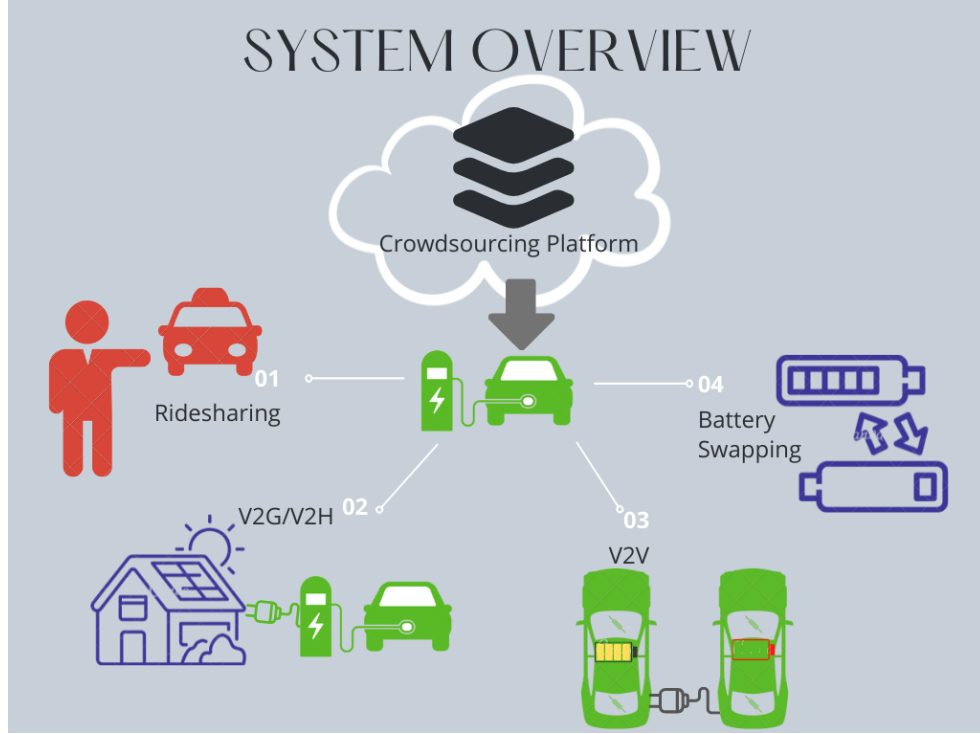 SYSTEM OVERVIEW
Crowdsourcing Platform
01
Ridesharing
04
Battery
Swapping
V2G/V2H
02
03
V2V